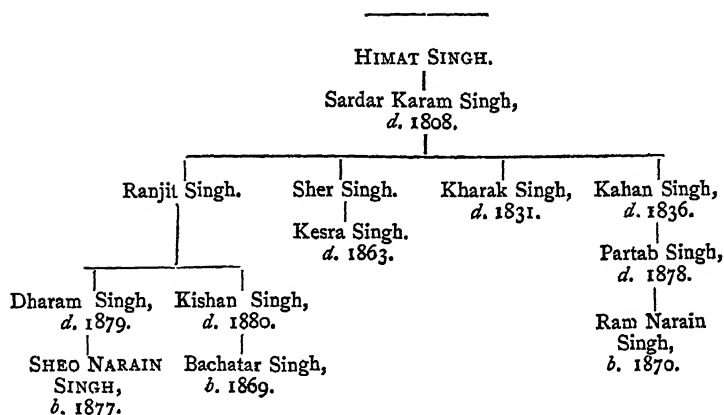 HIMAT SINGH.
Sardar Karam Singh,
d. 1808.
Ranjit Singh. Sher Singh. Kharak Singh, Kahan Singh,
d. 1831. d. 1836.
Kesra Singh. Partab Singh,
d. 1863. d. 1878.
Dharam Singh, Kishan Singh, Ram Narain
d. 1879. d. 1880. Singh,
SHEO NARAIN Bachatar Singh, b. 1870.
SINGH, b. 1869.
b. 1877.